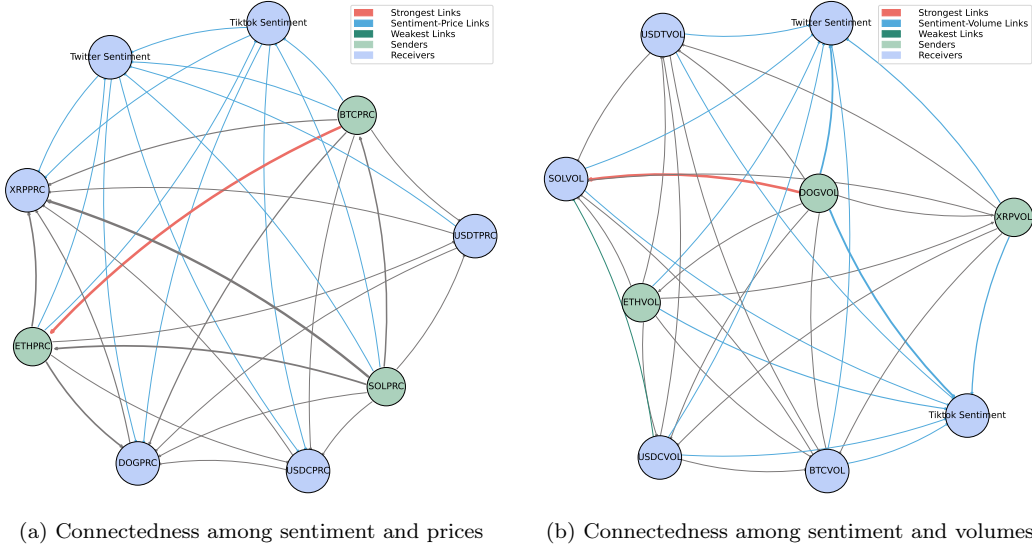 Tiktok Sentiment
Twitter Sentiment
BTCPRC
XRPPRC
USDTPRC
ETHPRC
SOLPRC
DOGPRC
USDCPRC
Strongest Links
Sentiment-Price Links
Weakest Links
Senders
Receivers
(a) Connectedness among sentiment and prices
Twitter Sentiment
USDTVOL
SOLVOL
DOGVOL
XRPVOL
ETHVOL
Tiktok Sentiment
USDCVOL
BTCVOL
Strongest Links
Sentiment-Volume Links
Weakest Links
Senders
Receivers
(b) Connectedness among sentiment and volumes